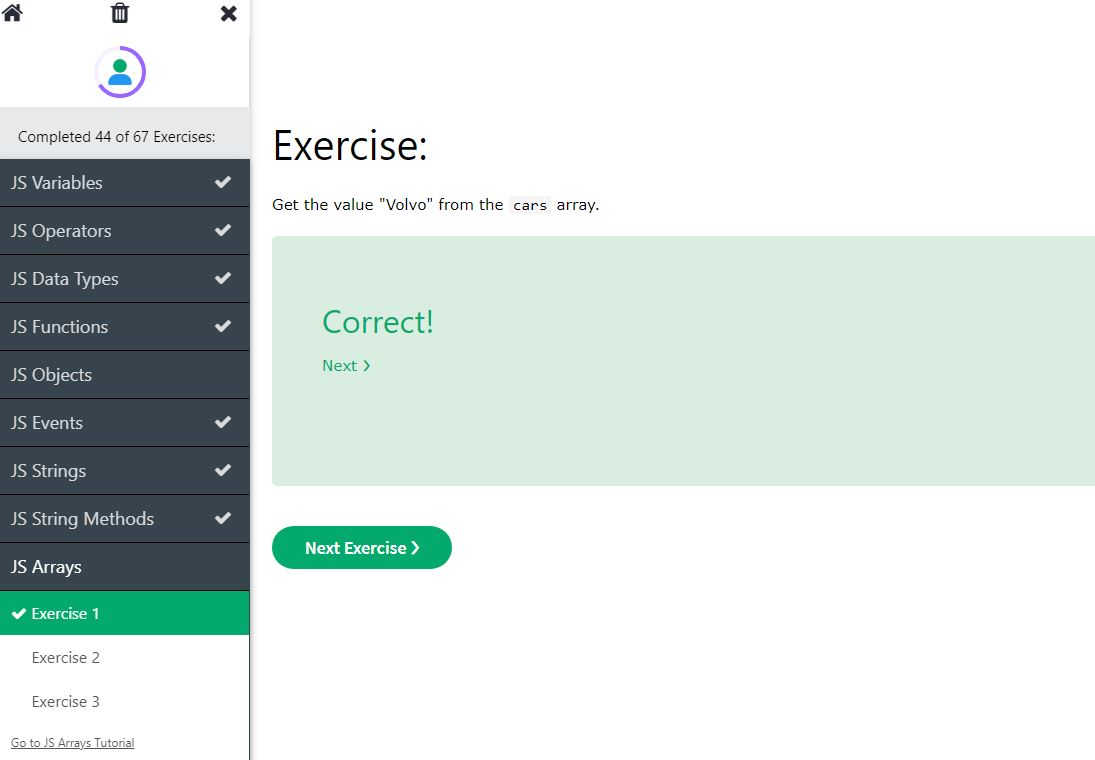 Completed 44 of 67 Exercises:
JS Variables
JS Operators
JS Data Types
JS Functions
JS Objects
JS Events
JS Strings
JS String Methods
JS Arrays
Exercise 1
Exercise 2
Exercise 3
Go to JS Arrays Tutorial
Exercise:
Get the value "Volvo" from the cars array.
Correct!
Next ❯
Next Exercise ❯